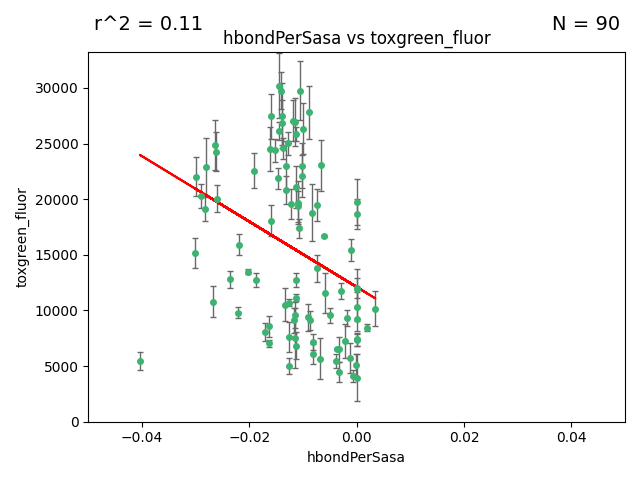 r^2 = 0.11
N = 90
hbondPerSasa vs toxgreen_fluor
toxgreen_fluor
30000
25000
20000
15000
10000
5000
0
−0.04
−0.02
0.00
0.02
0.04
hbondPerSasa